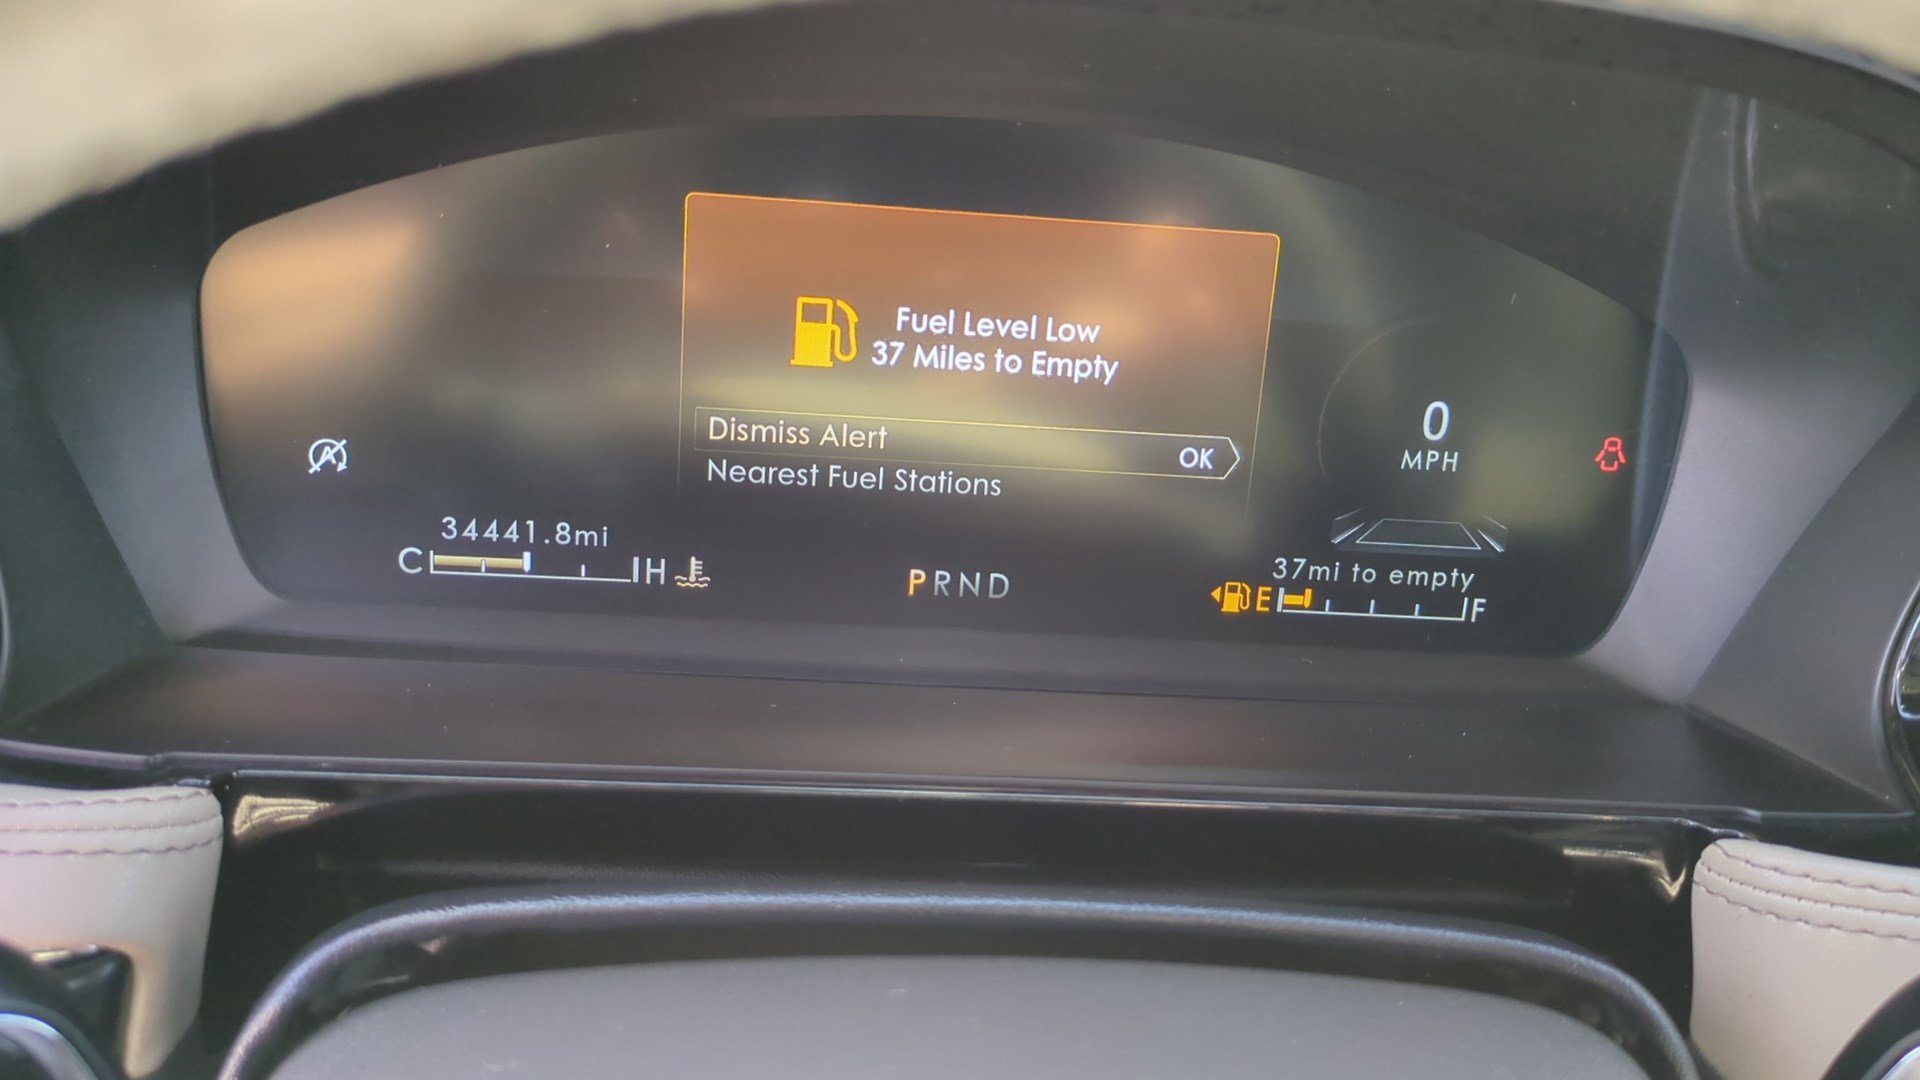 Fuel Level Low
37 Miles to Empty
Dismiss Alert OK
Nearest Fuel Stations
0
MPH
34441.8mi
C H
PRND
37mi to empty
E F